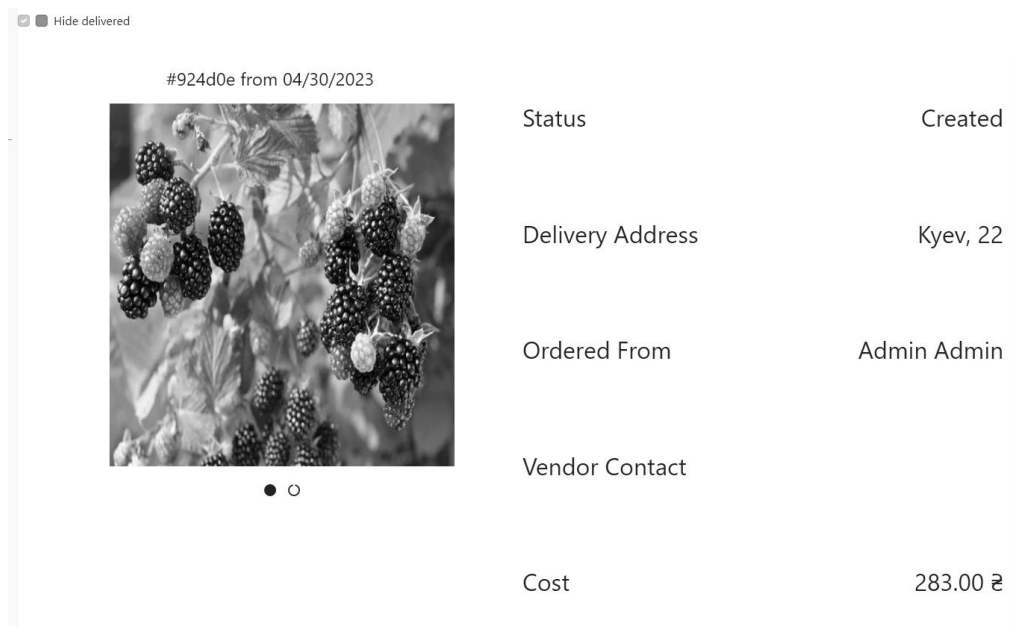 Hide delivered
#924d0e from 04/30/2023
Status Created
Delivery Address Kyev, 22
Ordered From Admin Admin
Vendor Contact
Cost 283.00 ₴